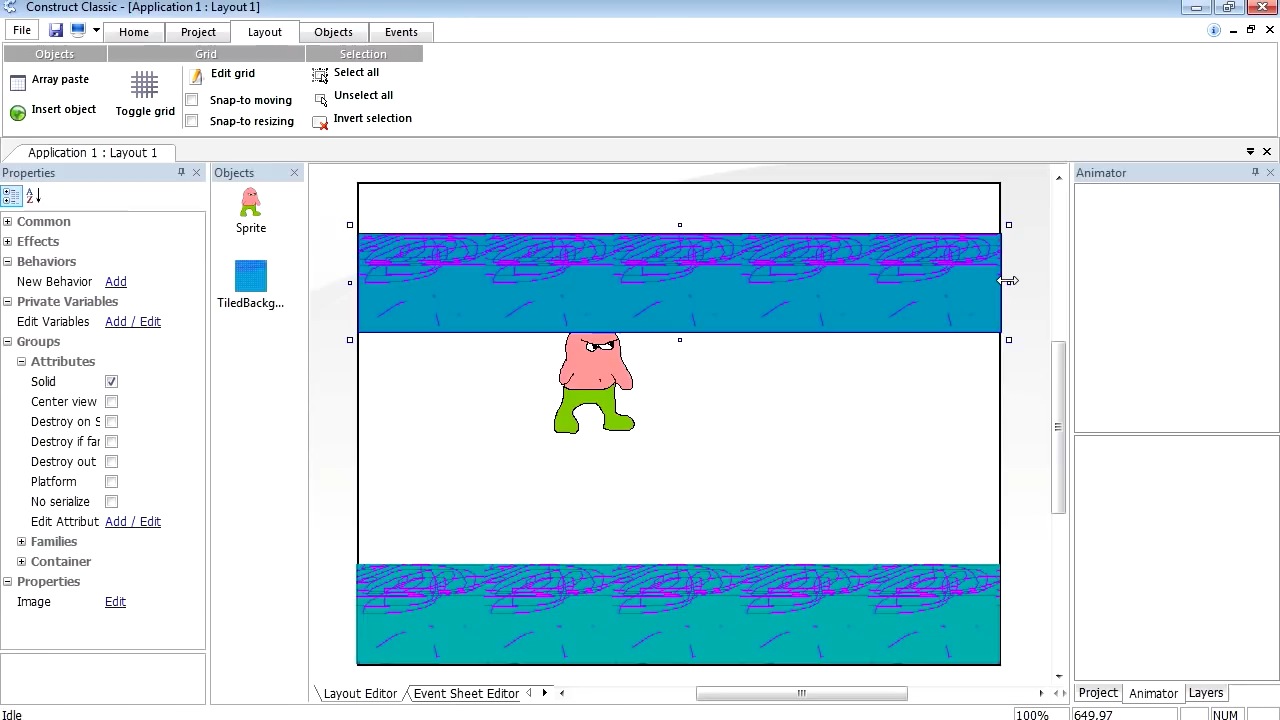 Construct Classic - [Application 1 : Layout 1]
File
Home
Project
Layout
Objects
Events
Objects
Grid
Selection
Array paste
Insert object
Toggle grid
Edit grid
Snap-to moving
Snap-to resizing
Select all
Unselect all
Invert selection
Application 1 : Layout 1
Properties
Common
Effects
Behaviors
New Behavior Add
Private Variables
Edit Variables Add / Edit
Groups
Attributes
Solid
Center view
Destroy on S
Destroy if far
Destroy out
Platform
No serialize
Edit Attribut Add / Edit
Families
Container
Properties
Image Edit
Objects
Sprite
TiledBackg...
Animator
Layout Editor
Event Sheet Editor
Project
Animator
Layers
Idle
100%
649,97
NUM